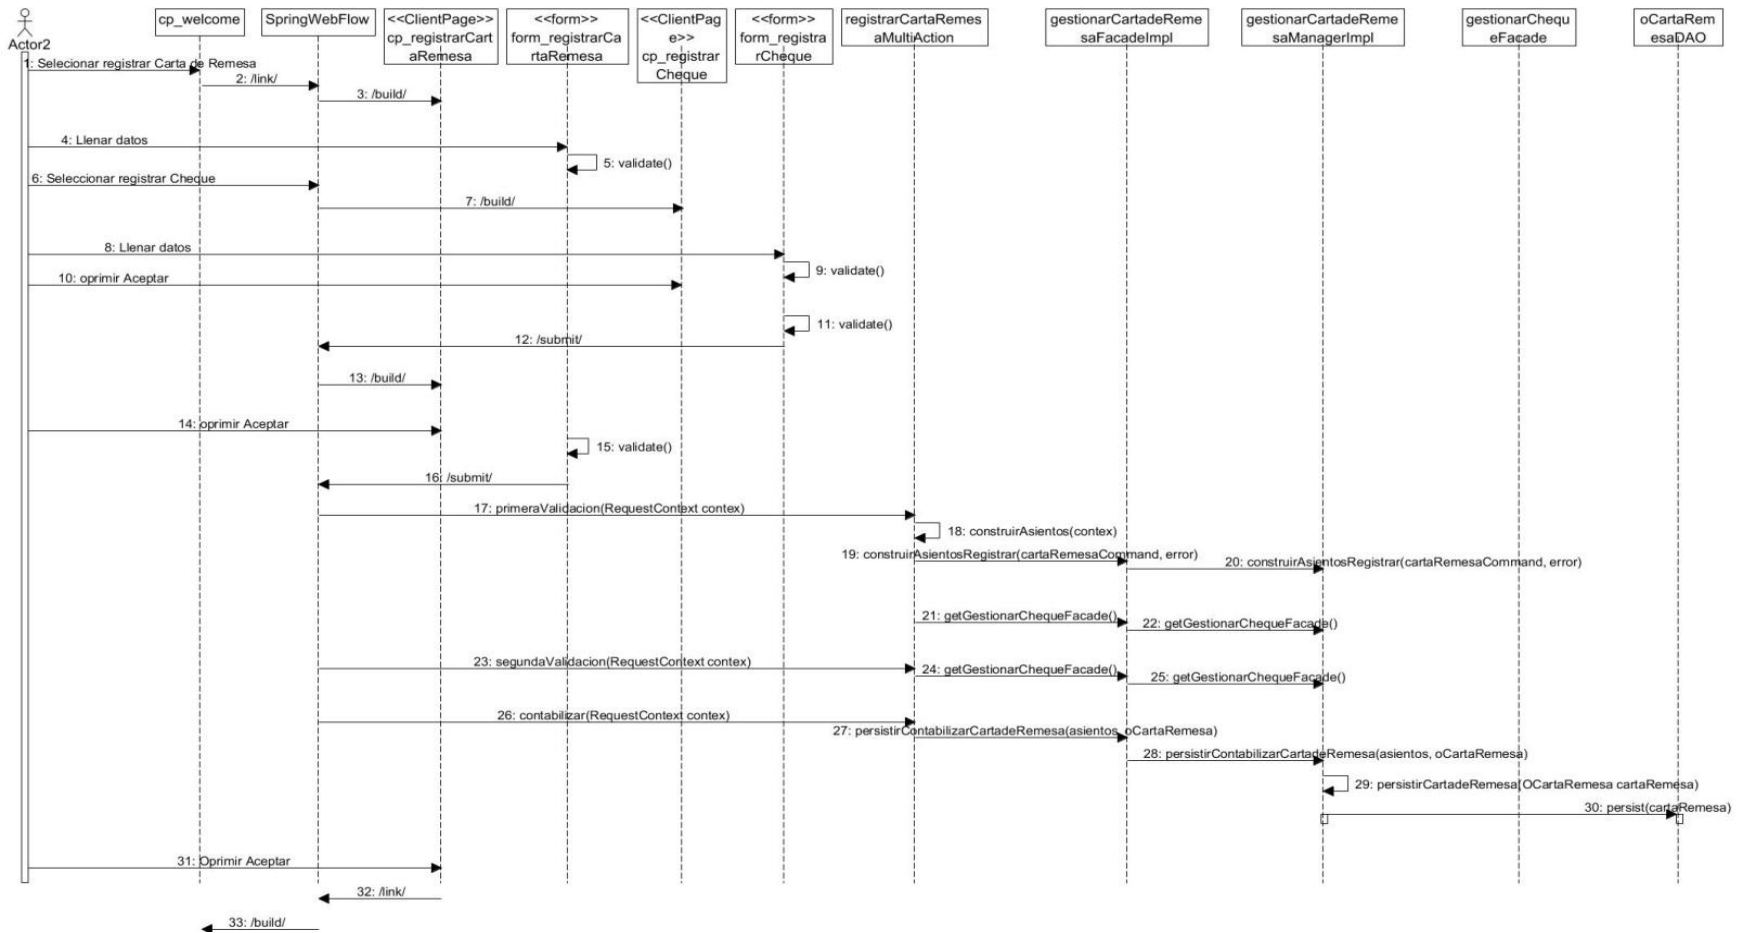 Actor2
cp_welcome
SpringWebFlow
<<ClientPage>>
cp_registrarCart
aRemesa
<<form>>
form_registrarCa
rtaRemesa
<<ClientPag
e>>
cp_registrar
Cheque
<<form>>
form_registra
rCheque
registrarCartaRemes
aMultiAction
gestionarCartadeReme
saFacadeImpl
gestionarCartadeReme
saManagerImpl
gestionarChequ
eFacade
oCartaRem
esaDAO
1: Selecionar registrar Carta de Remesa
2: /link/
3: /build/
4: Llenar datos
5: validate()
6: Seleccionar registrar Cheque
7: /build/
8: Llenar datos
9: validate()
10: oprimir Aceptar
11: validate()
12: /submit/
13: /build/
14: oprimir Aceptar
15: validate()
16: /submit/
17: primeraValidacion(RequestContext contex)
18: construirAsientos(contex)
19: construirAsientosRegistrar(cartaRemesaCommand, error)
20: construirAsientosRegistrar(cartaRemesaCommand, error)
21: getGestionarChequeFacade()
22: getGestionarChequeFacade()
23: segundaValidacion(RequestContext contex)
24: getGestionarChequeFacade()
25: getGestionarChequeFacade()
26: contabilizar(RequestContext contex)
27: persistirContabilizarCartadeRemesa(asientos, oCartaRemesa)
28: persistirContabilizarCartadeRemesa(asientos, oCartaRemesa)
29: persistirCartadeRemesa(OCartaRemesa cartaRemesa)
30: persist(cartaRemesa)
31: Oprimir Aceptar
32: /link/
33: /build/